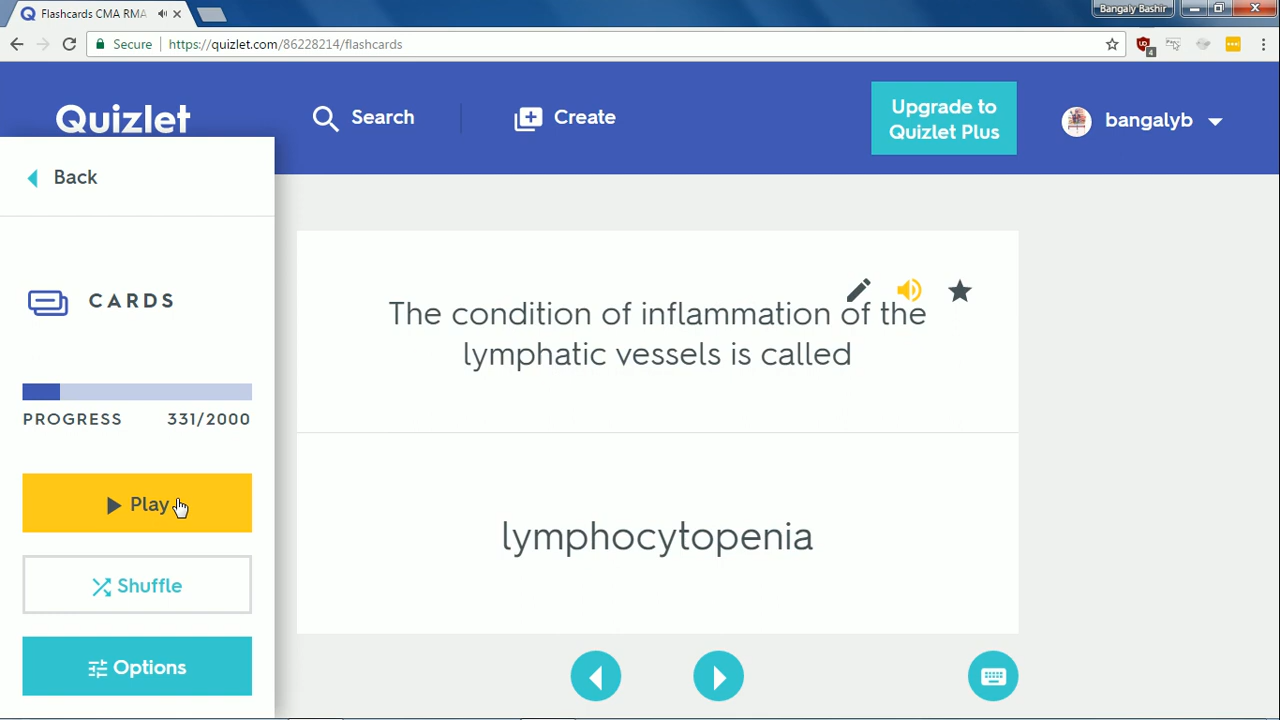 Flashcards CMA RMA
Bangaly Bashir
Secure
https://quizlet.com/86228214/flashcards
4
Quizlet
Search
Create
Upgrade to
Quizlet Plus
bangalyb
Back
CARDS
PROGRESS 331/2000
Play
Shuffle
Options
The condition of inflammation of the
lymphatic vessels is called
lymphocytopenia